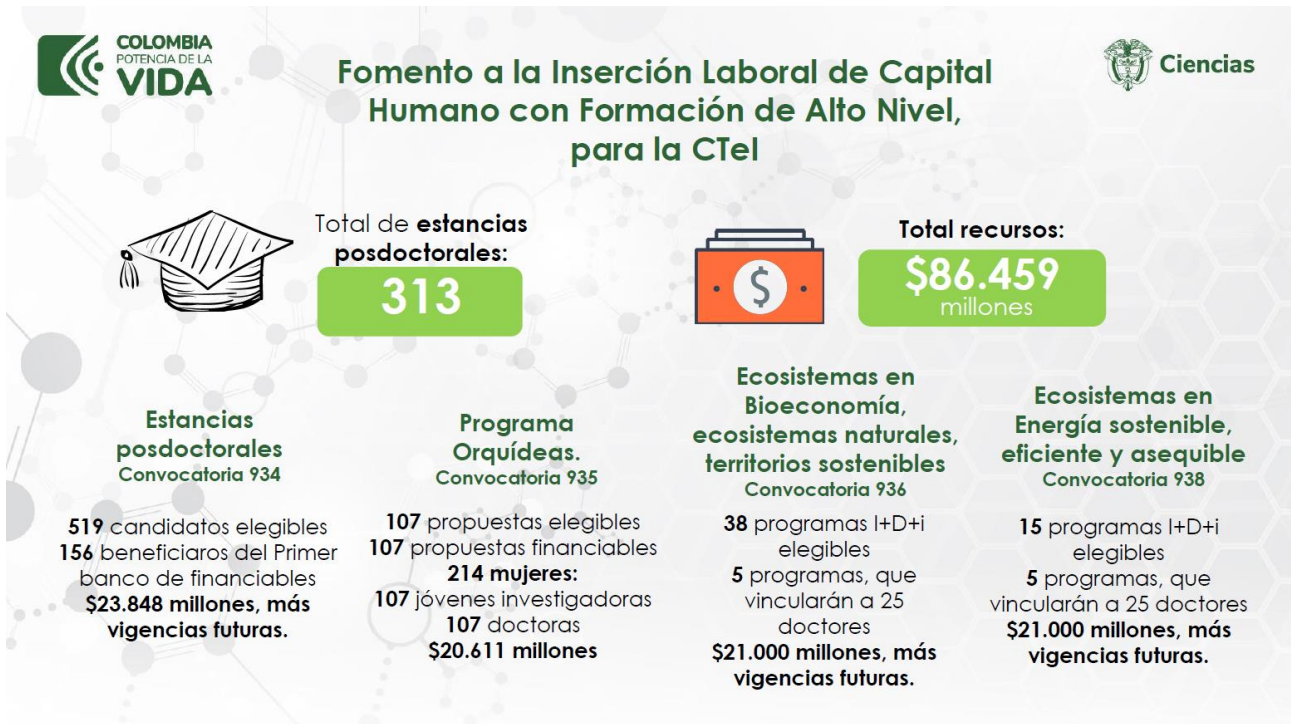 COLOMBIA
POTENCIA DE LA
VIDA
Fomento a la Inserción Laboral de Capital
Humano con Formación de Alto Nivel,
para la CTeI
Ciencias
Total de estancias
posdoctorales:
313
$
Total recursos:
$86.459
millones
Estancias
posdoctorales
Convocatoria 934
519 candidatos elegibles
156 beneficiaros del Primer
banco de financiables
$23.848 millones, más
vigencias futuras.
Programa
Orquídeas.
Convocatoria 935
107 propuestas elegibles
107 propuestas financiables
214 mujeres:
107 jóvenes investigadoras
107 doctoras
$20.611 millones
Ecosistemas en
Bioeconomía,
ecosistemas naturales,
territorios sostenibles
Convocatoria 936
38 programas I+D+i
elegibles
5 programas, que
vincularán a 25
doctores
$21.000 millones, más
vigencias futuras.
Ecosistemas en
Energía sostenible,
eficiente y asequible
Convocatoria 938
15 programas I+D+i
elegibles
5 programas, que
vincularán a 25 doctores
$21.000 millones, más
vigencias futuras.